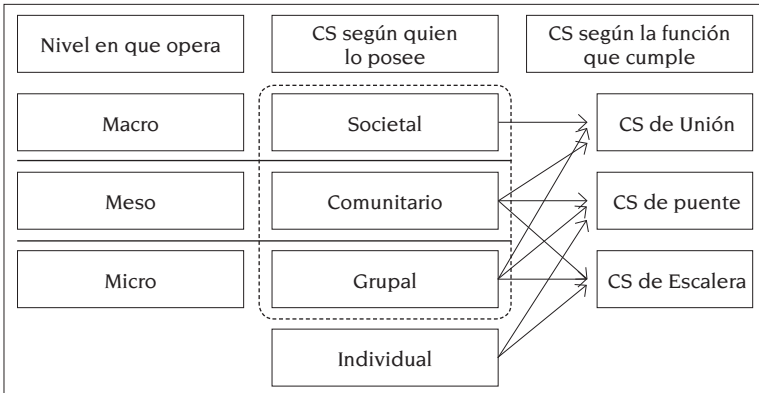 Nivel en que opera
CS según quien
lo posee
CS según la función
que cumple
Macro
Societal
CS de Unión
Meso
Comunitario
CS de puente
Micro
Grupal
CS de Escalera
Individual